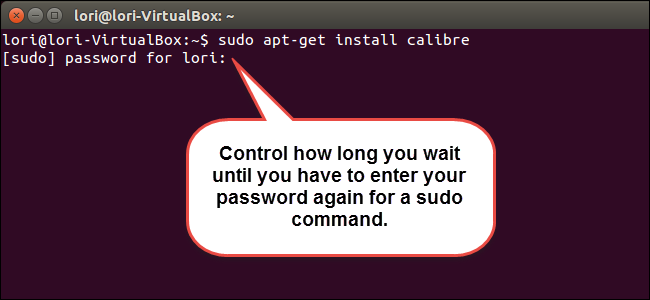 lori@lori-VirtualBox: ~
lori@lori-VirtualBox:~$ sudo apt-get install calibre
[sudo] password for lori:
Control how long you wait
until you have to enter your
password again for a sudo
command.